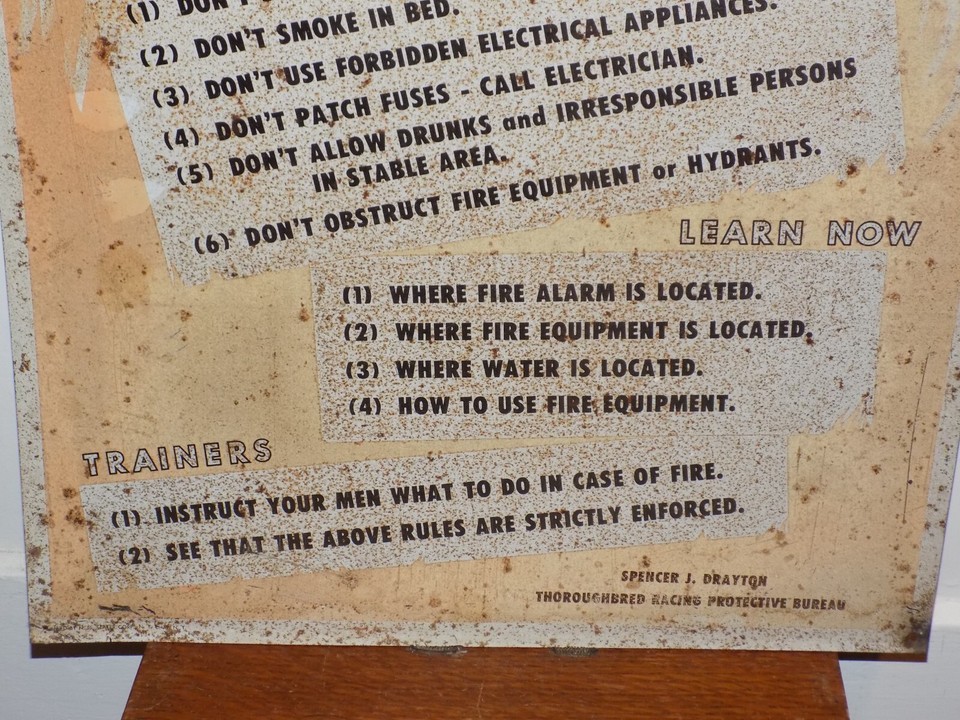 (1) DON'T
(2) DON'T SMOKE IN BED.
(3) DON'T USE FORBIDDEN ELECTRICAL APPLIANCES.
(4) DON'T PATCH FUSES - CALL ELECTRICIAN.
(5) DON'T ALLOW DRUNKS and IRRESPONSIBLE PERSONS
IN STABLE AREA.
(6) DON'T OBSTRUCT FIRE EQUIPMENT or HYDRANTS.
LEARN NOW
(1) WHERE FIRE ALARM IS LOCATED.
(2) WHERE FIRE EQUIPMENT IS LOCATED.
(3) WHERE WATER IS LOCATED.
(4) HOW TO USE FIRE EQUIPMENT.
TRAINERS
(1) INSTRUCT YOUR MEN WHAT TO DO IN CASE OF FIRE.
(2) SEE THAT THE ABOVE RULES ARE STRICTLY ENFORCED.
SPENCER J. DRAYTON
THOROUGHBRED RACING PROTECTIVE BUREAU